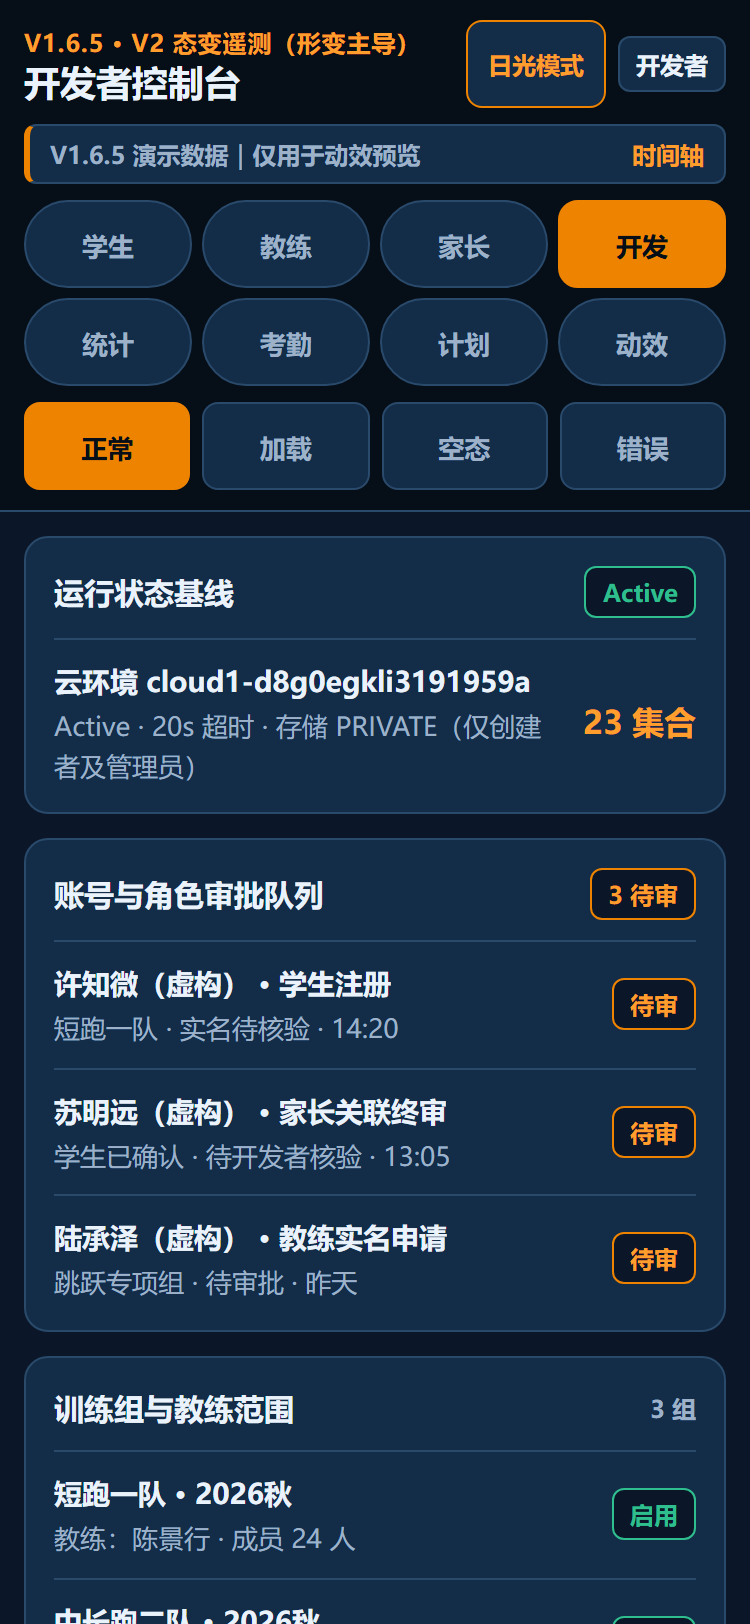 V1.6.5 • V2 态变遥测（形变主导）
开发者控制台
日光模式
开发者
V1.6.5 演示数据 | 仅用于动效预览
时间轴
学生
教练
家长
开发
统计
考勤
计划
动效
正常
加载
空态
错误
运行状态基线
Active
云环境 cloud1-d8g0egkli3191959a
Active · 20s 超时 · 存储 PRIVATE（仅创建
者及管理员）
23 集合
账号与角色审批队列
3 待审
许知微（虚构） • 学生注册
短跑一队 · 实名待核验 · 14:20
待审
苏明远（虚构） • 家长关联终审
学生已确认 · 待开发者核验 · 13:05
待审
陆承泽（虚构） • 教练实名申请
跳跃专项组 · 待审批 · 昨天
待审
训练组与教练范围
3 组
短跑一队 • 2026秋
教练：陈景行 · 成员 24 人
启用
中长跑二队 • 2026秋